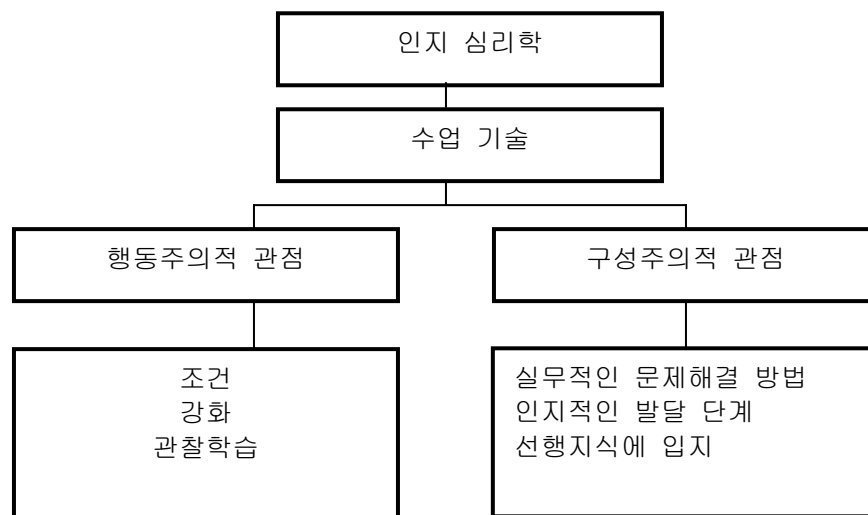 인지 심리학
수업 기술
행동주의적 관점
구성주의적 관점
조건
강화
관찰학습
실무적인 문제해결 방법
인지적인 발달 단계
선행지식에 입지